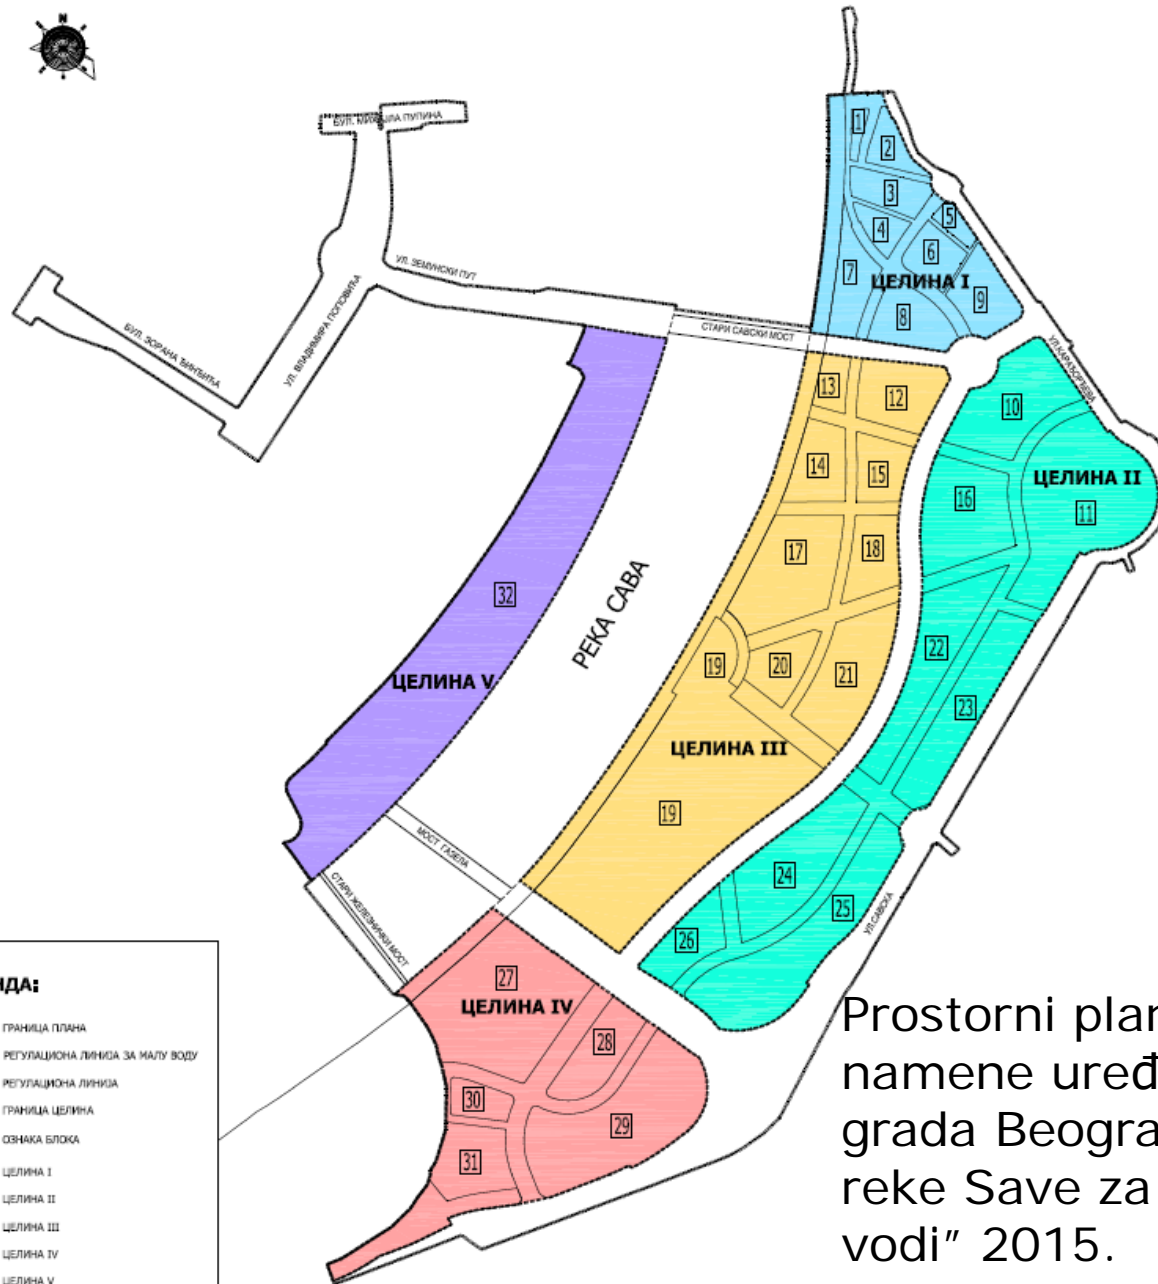 N
БУЛ. МИХАЈЛА ПУПИНА
УЛ. ЗЕМУНСКИ ПУТ
БУЛ. ЗОРАНА ЂИНЂИЋА
УЛ. ВЛАДИМИРА ПОПОВИЋА
СТАРИ САВСКИ МОСТ
УЛ.КАРАЂОРЂЕВА
1
2
3
4
5
6
7
ЦЕЛИНА I
8
9
10
ЦЕЛИНА II
11
13
12
14
15
16
17
18
32
РЕКА САВА
ЦЕЛИНА V
19
20
21
22
23
ЦЕЛИНА III
19
МОСТ ГАЗЕЛА
СТАРИ ЖЕЛЕЗНИЧКИ МОСТ
24
25
26
УЛ.САВСКА
27
ЦЕЛИНА IV
28
29
30
31
НДА:
ГРАНИЦА ПЛАНА
РЕГУЛАЦИОНА ЛИНИЈА ЗА МАЛУ ВОДУ
РЕГУЛАЦИОНА ЛИНИЈА
ГРАНИЦА ЦЕЛИНА
ОЗНАКА БЛОКА
ЦЕЛИНА I
ЦЕЛИНА II
ЦЕЛИНА III
ЦЕЛИНА IV
ЦЕЛИНА V
Prostorni plan
namene uređ
grada Beogra
reke Save za
vodi” 2015.